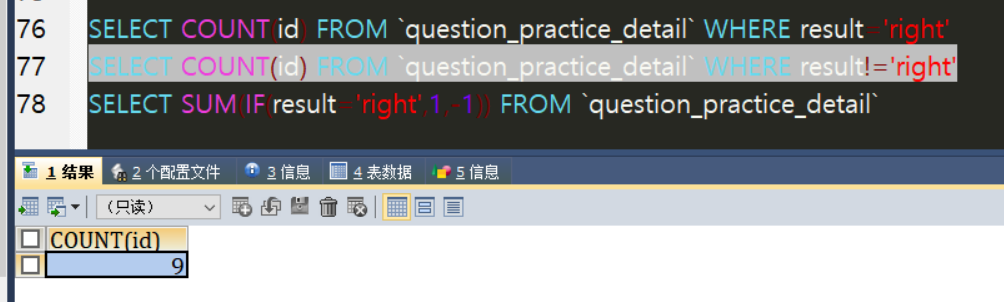 76 SELECT COUNT(id) FROM `question_practice_detail` WHERE result='right'
77 SELECT COUNT(id) FROM `question_practice_detail` WHERE result!='right'
78 SELECT SUM(IF(result='right',1,-1)) FROM `question_practice_detail`
1 结果 2 个配置文件 3 信息 4 表数据 5 信息
（只读）
COUNT(id)
9